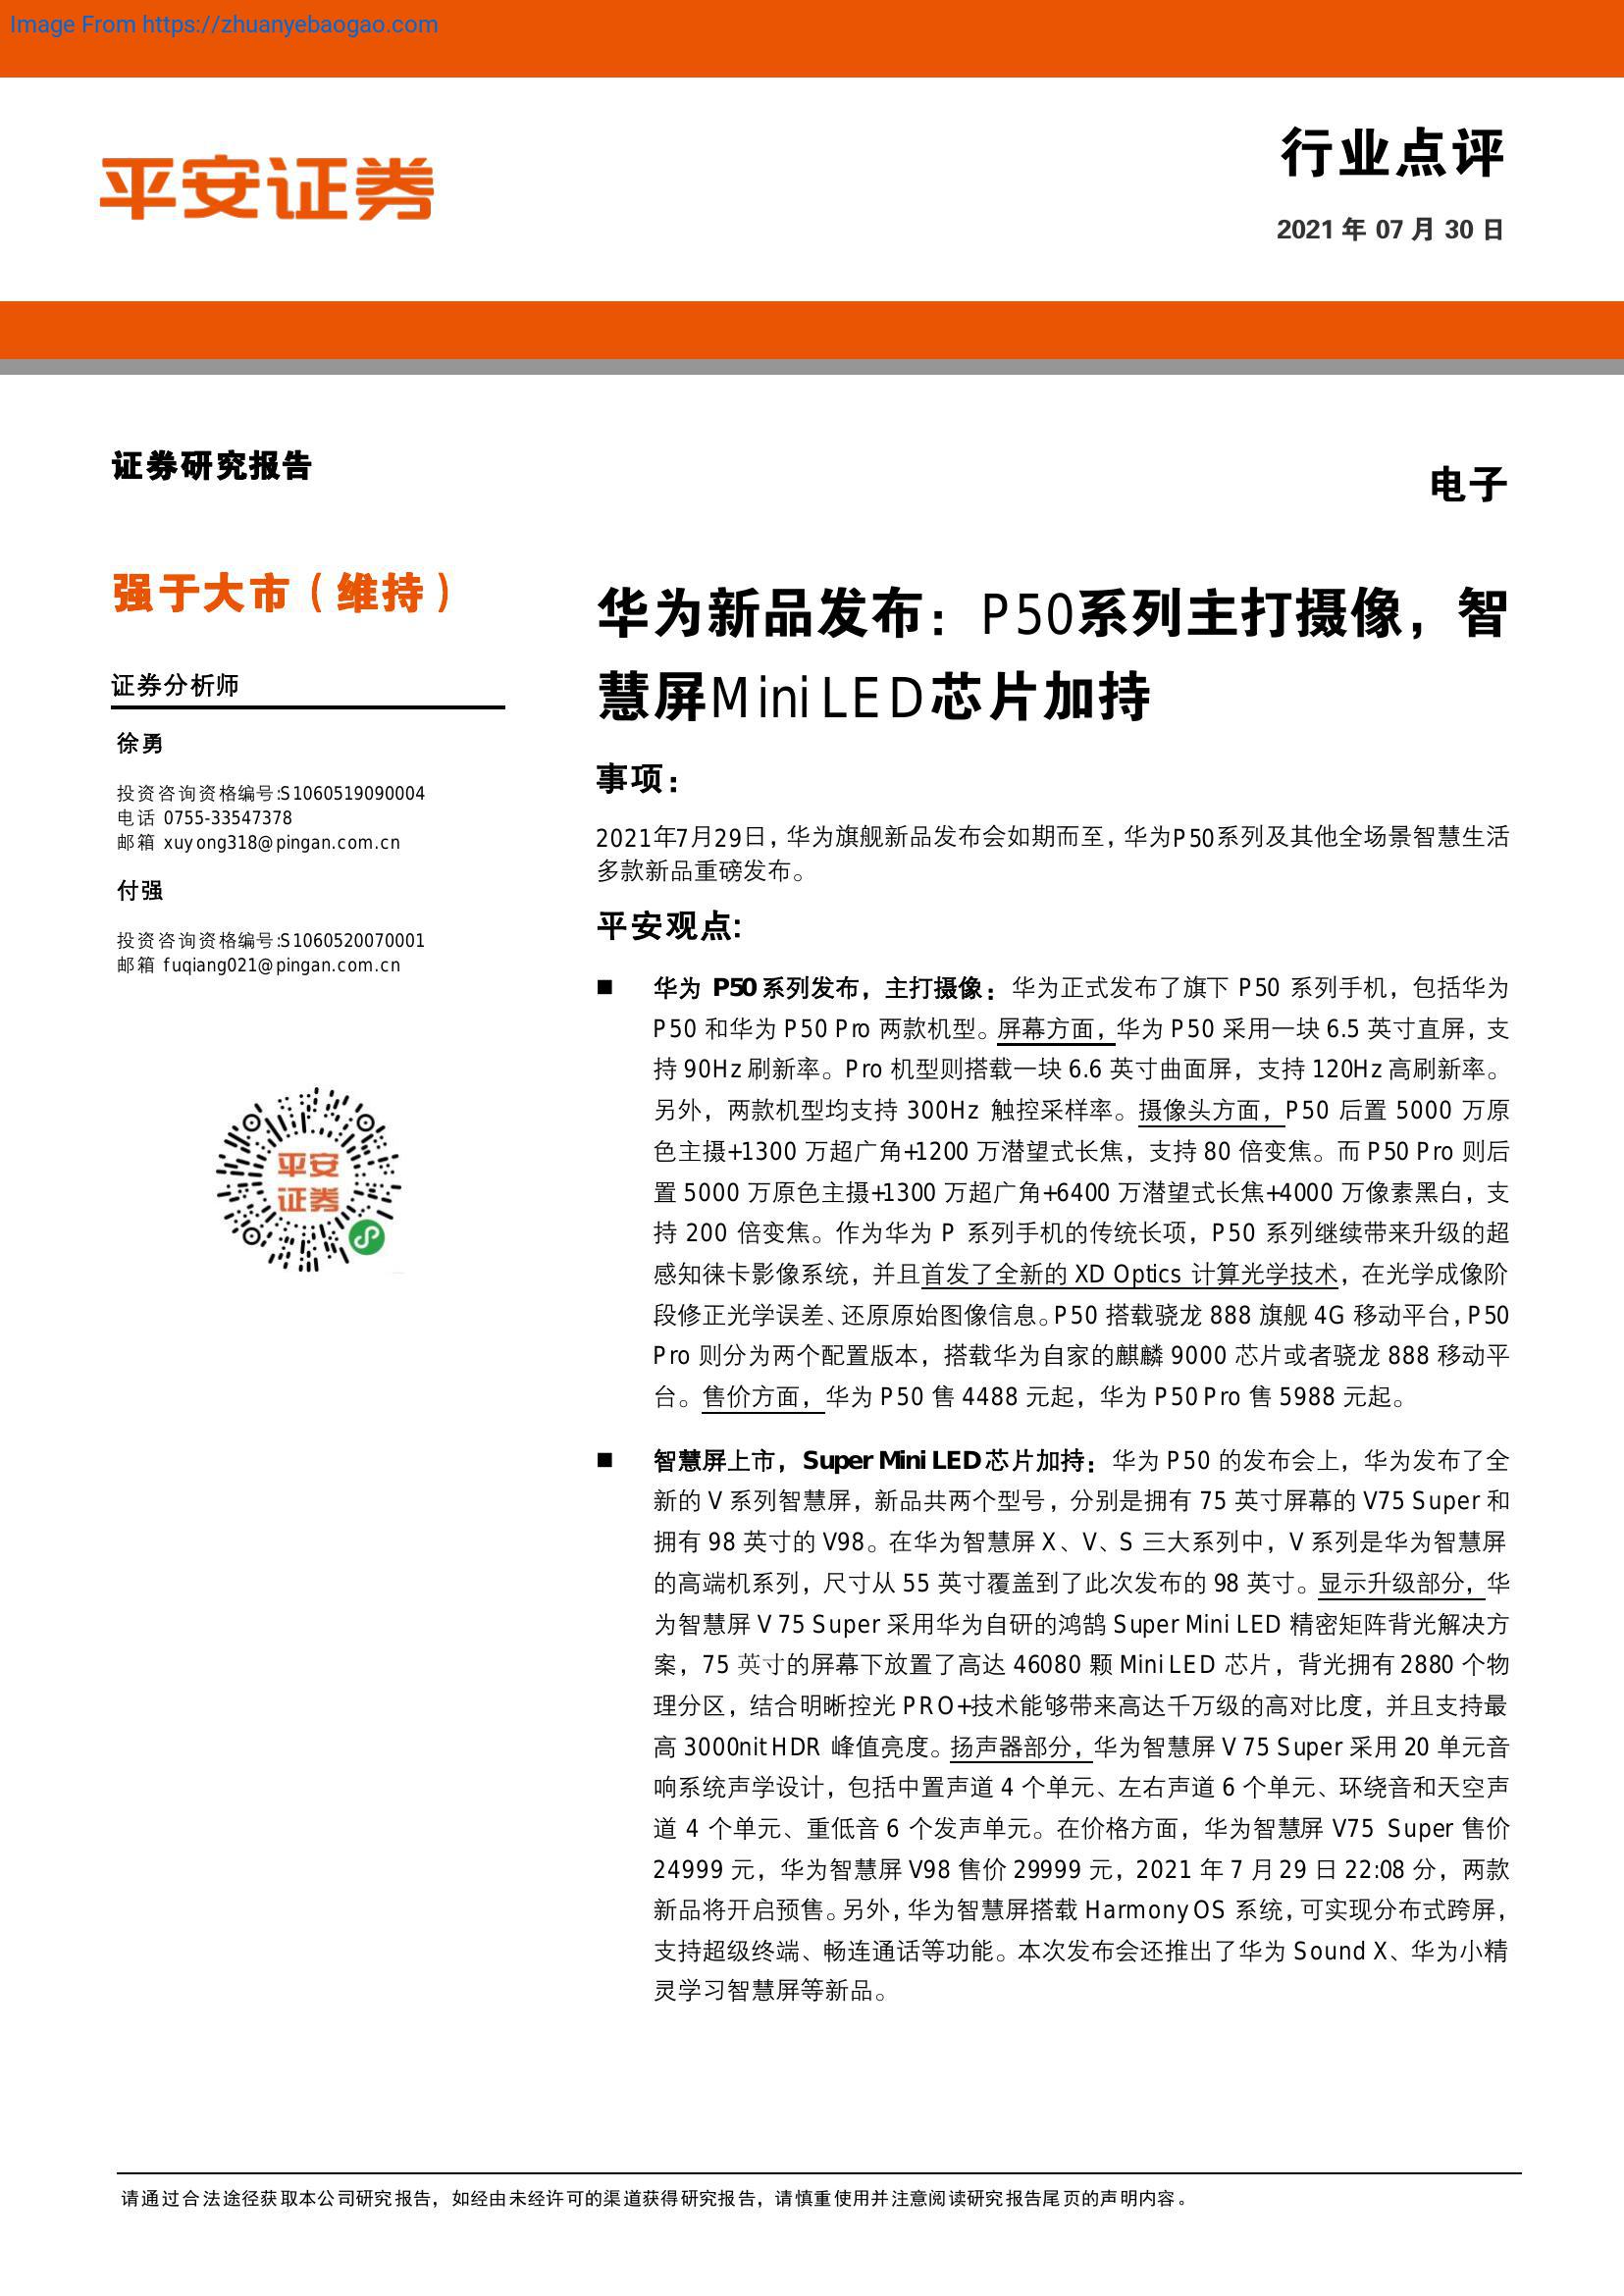 Image From https://zhuanyebaogao.com
平安证券
行业点评
2021 年 07 月 30 日
证券研究报告
电子
强于大市（维持）
证券分析师
徐勇
投资咨询资格编号:S1060519090004
电话 0755-33547378
邮箱 xuyong318@pingan.com.cn
付强
投资咨询资格编号:S1060520070001
邮箱 fuqiang021@pingan.com.cn
平安
证券
华为新品发布：P50系列主打摄像，智
慧屏Mini LED芯片加持
事项：
2021年7月29日，华为旗舰新品发布会如期而至，华为P50系列及其他全场景智慧生活
多款新品重磅发布。
平安观点:
■ 华为 P50 系列发布，主打摄像：华为正式发布了旗下 P50 系列手机，包括华为
P50 和华为 P50 Pro 两款机型。屏幕方面，华为 P50 采用一块 6.5 英寸直屏，支
持 90Hz 刷新率。Pro 机型则搭载一块 6.6 英寸曲面屏，支持 120Hz 高刷新率。
另外，两款机型均支持 300Hz 触控采样率。摄像头方面，P50 后置 5000 万原
色主摄+1300 万超广角+1200 万潜望式长焦，支持 80 倍变焦。而 P50 Pro 则后
置 5000 万原色主摄+1300 万超广角+6400 万潜望式长焦+4000 万像素黑白，支
持 200 倍变焦。作为华为 P 系列手机的传统长项，P50 系列继续带来升级的超
感知徕卡影像系统，并且首发了全新的 XD Optics 计算光学技术，在光学成像阶
段修正光学误差、还原原始图像信息。P50 搭载骁龙 888 旗舰 4G 移动平台，P50
Pro 则分为两个配置版本，搭载华为自家的麒麟 9000 芯片或者骁龙 888 移动平
台。售价方面，华为 P50 售 4488 元起，华为 P50 Pro 售 5988 元起。
■ 智慧屏上市，Super Mini LED 芯片加持：华为 P50 的发布会上，华为发布了全
新的 V 系列智慧屏，新品共两个型号，分别是拥有 75 英寸屏幕的 V75 Super 和
拥有 98 英寸的 V98。在华为智慧屏 X、V、S 三大系列中，V 系列是华为智慧屏
的高端机系列，尺寸从 55 英寸覆盖到了此次发布的 98 英寸。显示升级部分，华
为智慧屏 V 75 Super 采用华为自研的鸿鹄 Super Mini LED 精密矩阵背光解决方
案，75 英寸的屏幕下放置了高达 46080 颗 Mini LED 芯片，背光拥有 2880 个物
理分区，结合明晰控光 PRO+技术能够带来高达千万级的高对比度，并且支持最
高 3000nit HDR 峰值亮度。扬声器部分，华为智慧屏 V 75 Super 采用 20 单元音
响系统声学设计，包括中置声道 4 个单元、左右声道 6 个单元、环绕音和天空声
道 4 个单元、重低音 6 个发声单元。在价格方面，华为智慧屏 V75 Super 售价
24999 元，华为智慧屏 V98 售价 29999 元，2021 年 7 月 29 日 22:08 分，两款
新品将开启预售。另外，华为智慧屏搭载 HarmonyOS 系统，可实现分布式跨屏，
支持超级终端、畅连通话等功能。本次发布会还推出了华为 Sound X、华为小精
灵学习智慧屏等新品。
请通过合法途径获取本公司研究报告，如经由未经许可的渠道获得研究报告，请慎重使用并注意阅读研究报告尾页的声明内容。